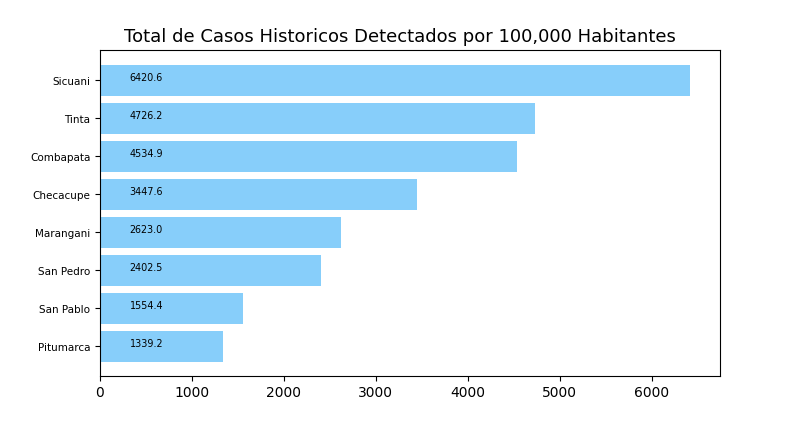 Total de Casos Historicos Detectados por 100,000 Habitantes
Sicuani 6420.6
Tinta 4726.2
Combapata 4534.9
Checacupe 3447.6
Marangani 2623.0
San Pedro 2402.5
San Pablo 1554.4
Pitumarca 1339.2
0 1000 2000 3000 4000 5000 6000